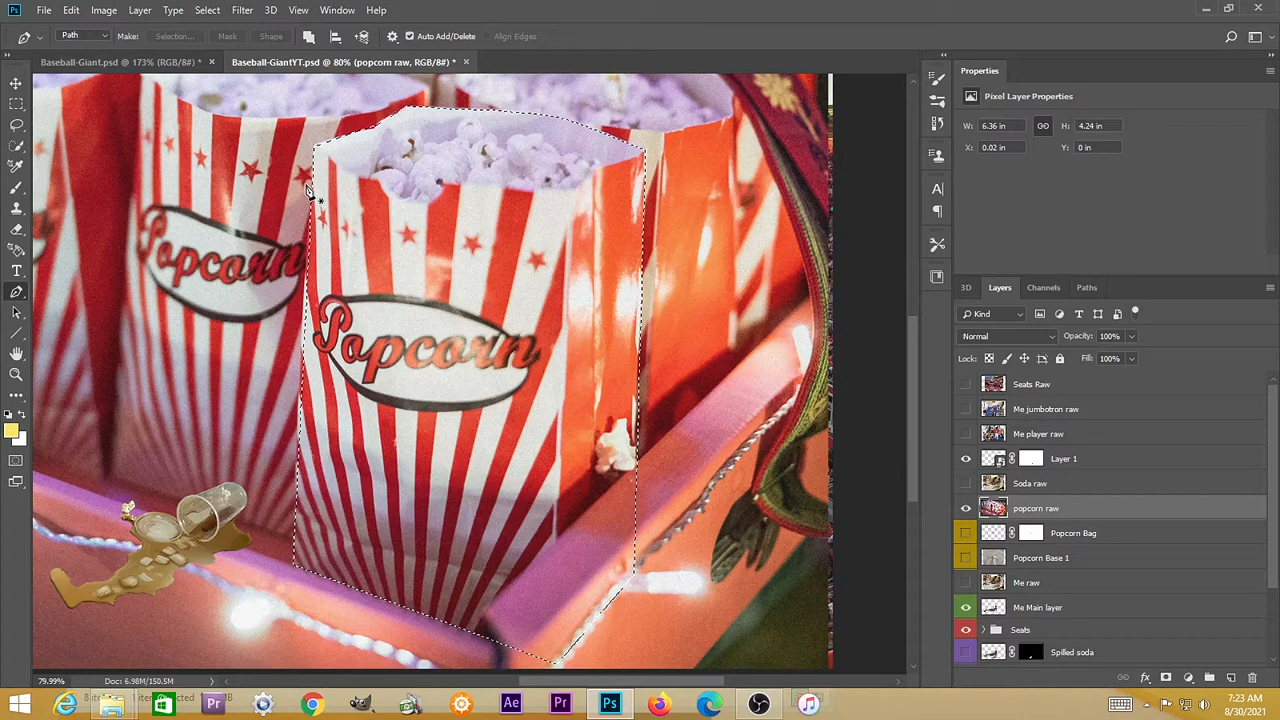 Ps File Edit Image Layer Type Select Filter 3D View Window Help
Path Make: Selection... Mask Shape Auto Add/Delete Align Edges
Baseball-Giant.psd @ 173% (RGB/8#) * × Baseball-GiantYT.psd @ 80% (popcorn raw, RGB/8#) * ×
Properties
Pixel Layer Properties
W: 6.36 in H: 4.24 in
X: 0.02 in Y: 0 in
Popcorn
Popcorn
3D Layers Channels Paths
Kind
Normal Opacity: 100%
Lock: Fill: 100%
Seats Raw
Me jumbotron raw
Me player raw
Layer 1
Soda raw
popcorn raw
Popcorn Bag
Popcorn Base 1
Me raw
Me Main layer
Seats
Spilled soda
79.99% Doc: 6.98M/150.5M
Pr Ae Pr Ps
7:23 AM
8/30/2021